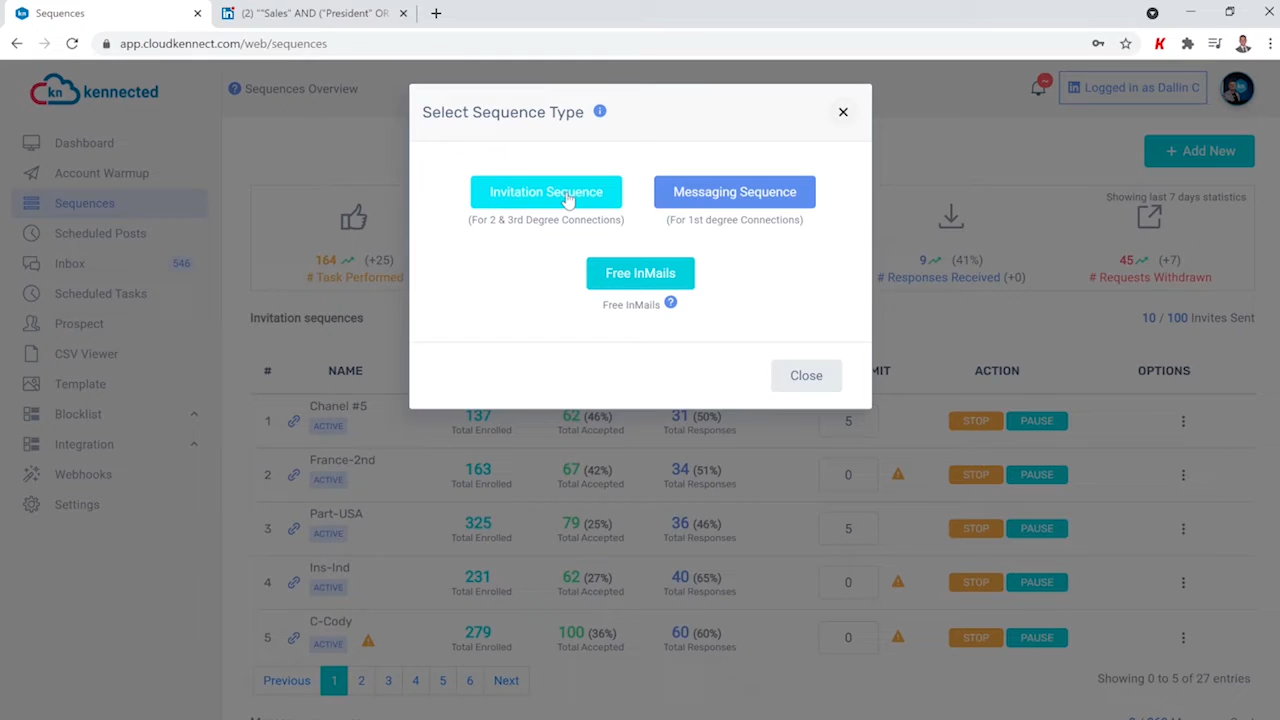 Sequences
(2) ""Sales" AND ("President" OR
app.cloudkennect.com/web/sequences
kn kennected
Sequences Overview
Logged in as Dallin C
Select Sequence Type
Dashboard
Account Warmup
Sequences
Scheduled Posts
Inbox 546
Scheduled Tasks
Prospect
CSV Viewer
Template
Blocklist
Integration
Webhooks
Settings
+ Add New
Invitation Sequence
(For 2 & 3rd Degree Connections)
Messaging Sequence
(For 1st degree Connections)
Free InMails
Free InMails
Close
Showing last 7 days statistics
164 (+25)
# Task Performed
9 (41%)
# Responses Received (+0)
45 (+7)
# Requests Withdrawn
Invitation sequences
10 / 100 Invites Sent
# NAME MIT ACTION OPTIONS
1 Chanel #5 ACTIVE 137 Total Enrolled 62 (46%) Total Accepted 31 (50%) Total Responses 5 STOP PAUSE
2 France-2nd ACTIVE 163 Total Enrolled 67 (42%) Total Accepted 34 (51%) Total Responses 0 STOP PAUSE
3 Part-USA ACTIVE 325 Total Enrolled 79 (25%) Total Accepted 36 (46%) Total Responses 5 STOP PAUSE
4 Ins-Ind ACTIVE 231 Total Enrolled 62 (27%) Total Accepted 40 (65%) Total Responses 0 STOP PAUSE
5 C-Cody ACTIVE 279 Total Enrolled 100 (36%) Total Accepted 60 (60%) Total Responses 0 STOP PAUSE
Previous 1 2 3 4 5 6 Next
Showing 0 to 5 of 27 entries